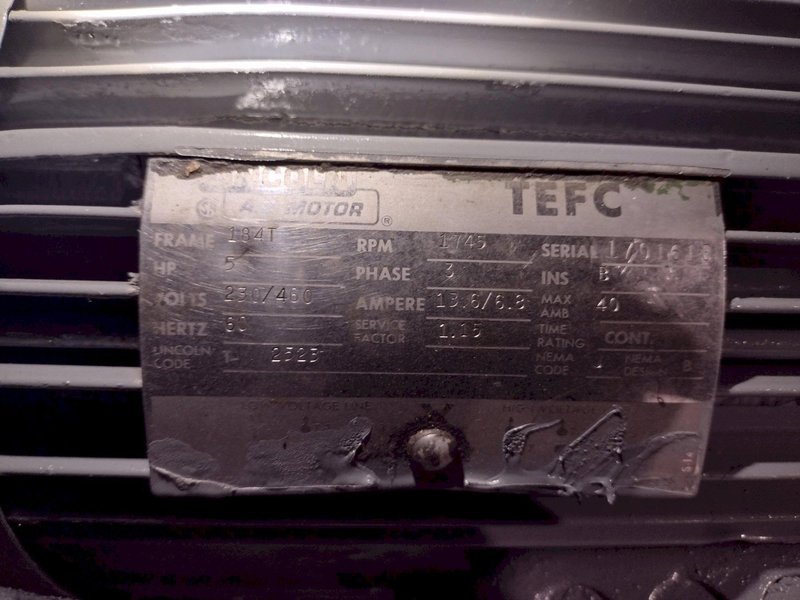 A MOTOR ® TEFC
FRAME 184T RPM 1745 SERIAL
HP 5 PHASE 3 INS B
VOLTS 230/460 AMPERE 13.6/6.8 MAX AMB 40
HERTZ 60 SERVICE FACTOR 1.15 TIME RATING CONT.
LINCOLN CODE T- 2523 NEMA CODE J NEMA DESIGN B